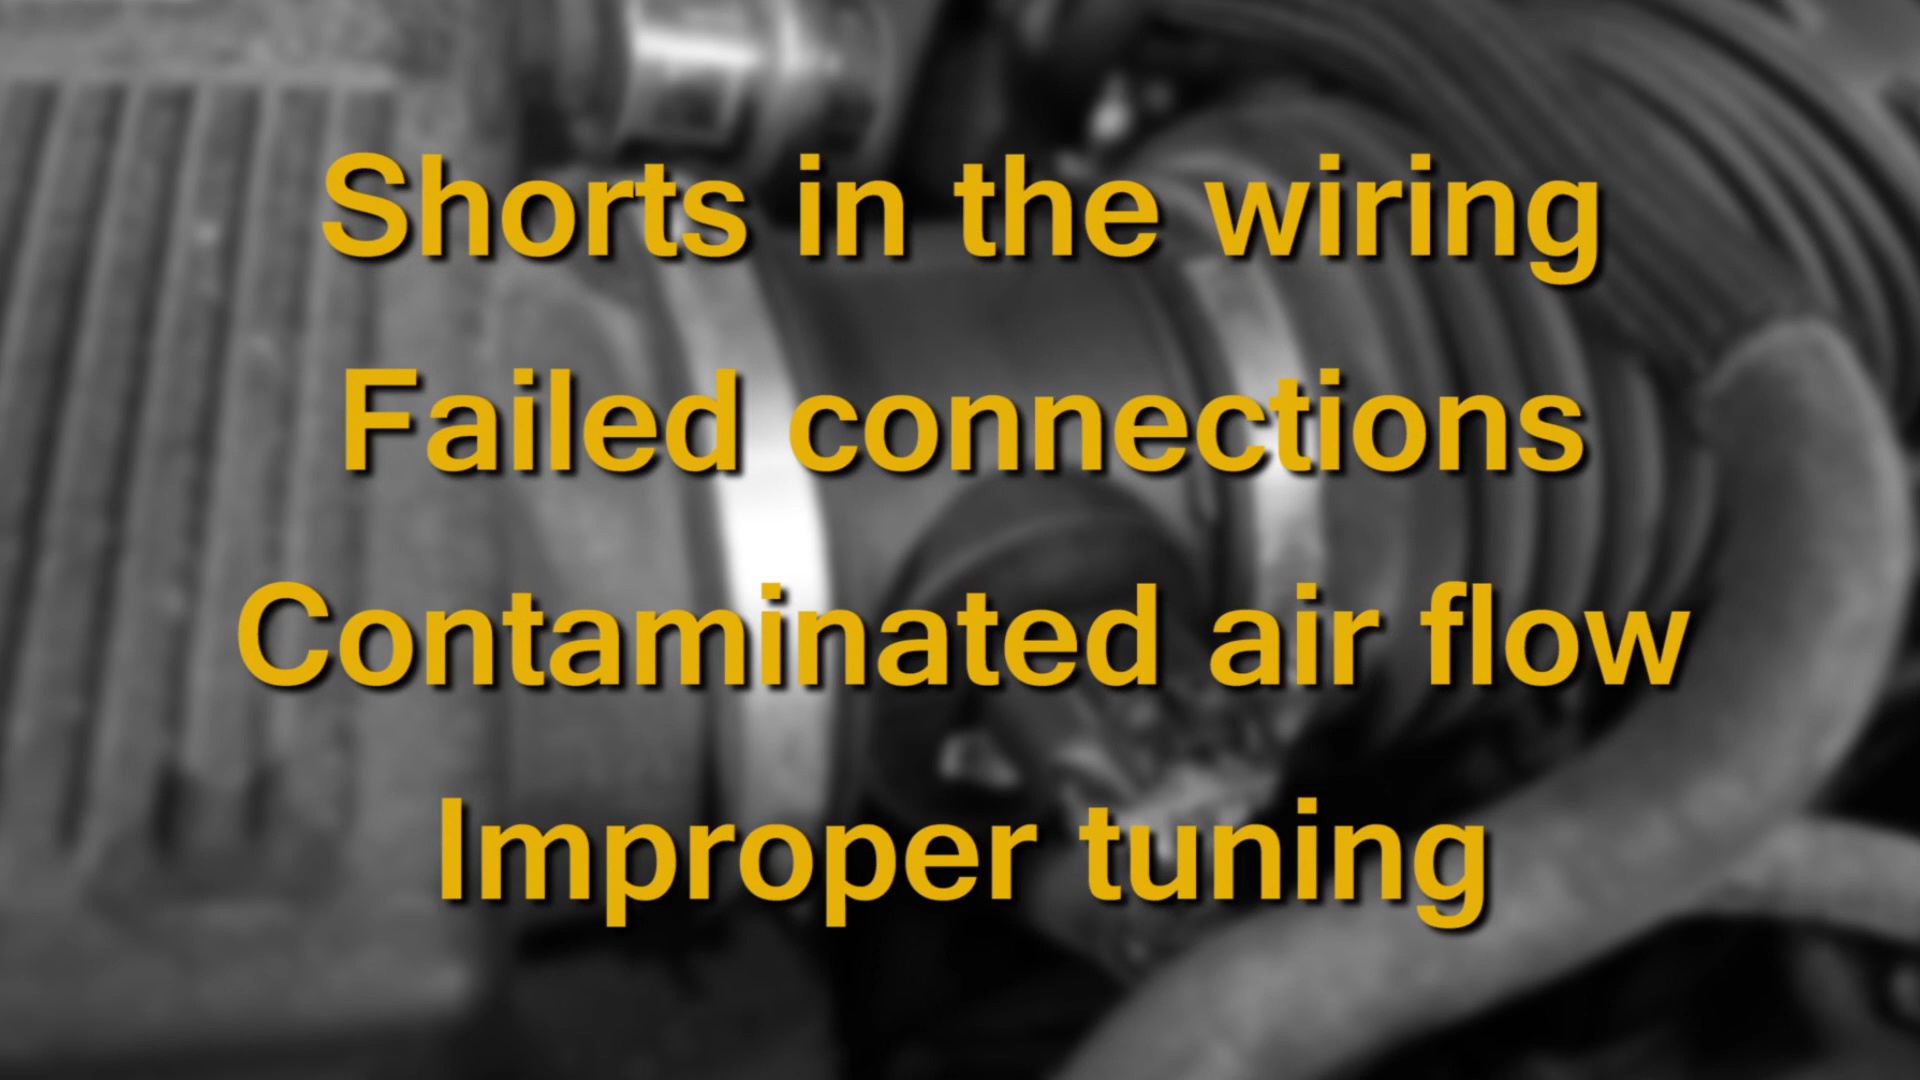 Shorts in the wiring
Failed connections
Contaminated air flow
Improper tuning